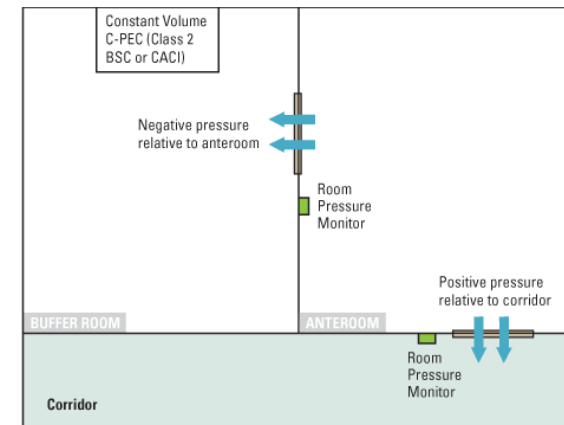 Constant Volume
C-PEC (Class 2
BSC or CACI)
Negative pressure
relative to anteroom
Room
Pressure
Monitor
Positive pressure
relative to corridor
BUFFER ROOM
ANTEROOM
Room
Pressure
Monitor
Corridor